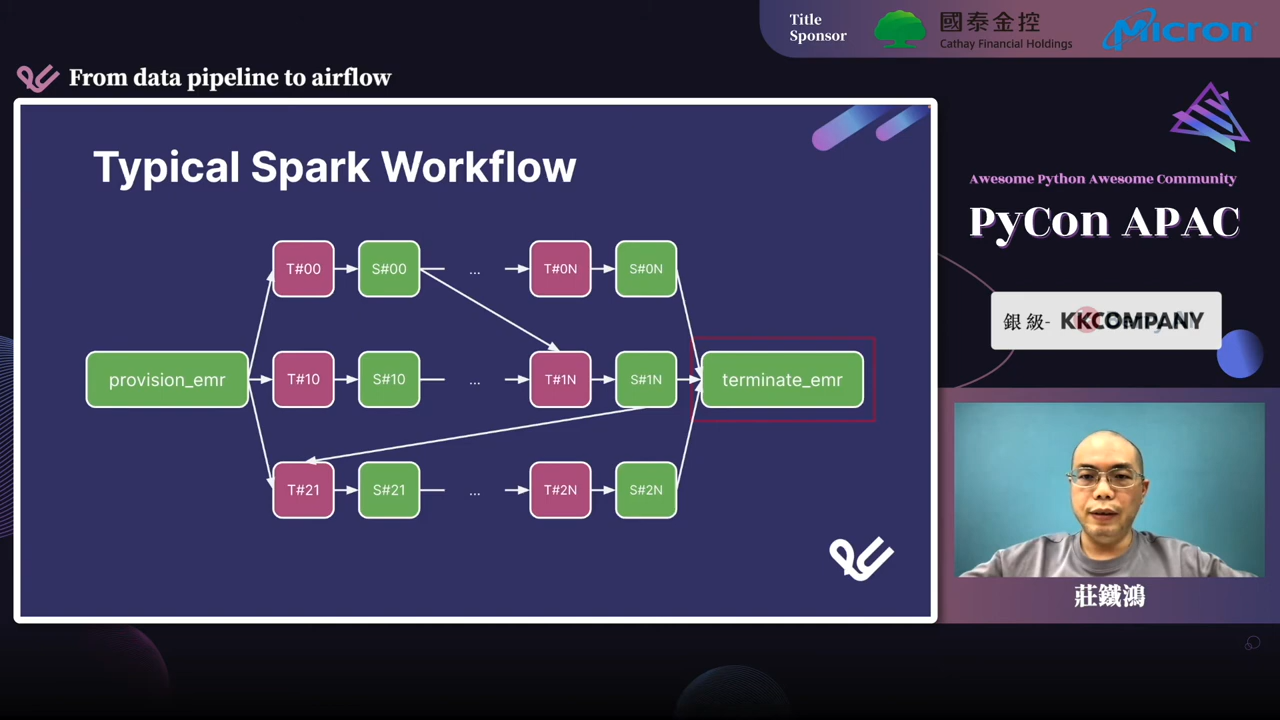 Title
Sponsor
國泰金控
Cathay Financial Holdings
Micron
From data pipeline to airflow
Typical Spark Workflow
T#00
S#00
...
T#0N
S#0N
provision_emr
T#10
S#10
...
T#1N
S#1N
terminate_emr
T#21
S#21
...
T#2N
S#2N
Awesome Python Awesome Community
PyCon APAC
銀級- KKCOMPANY
莊鐵鴻